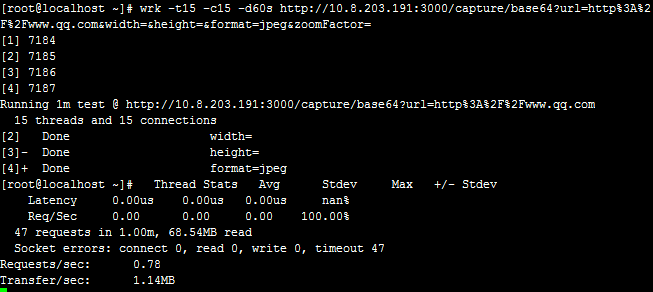 [root@localhost ~]# wrk -t15 -c15 -d60s http://10.8.203.191:3000/capture/base64?url=http%3A%2
F%2Fwww.qq.com&width=&height=&format=jpeg&zoomFactor=
[1] 7184
[2] 7185
[3] 7186
[4] 7187
Running 1m test @ http://10.8.203.191:3000/capture/base64?url=http%3A%2F%2Fwww.qq.com
  15 threads and 15 connections
[2]   Done                    width=
[3]-  Done                    height=
[4]+  Done                    format=jpeg
[root@localhost ~]#   Thread Stats   Avg      Stdev     Max   +/- Stdev
    Latency     0.00us    0.00us   0.00us    nan%
    Req/Sec     0.00      0.00     0.00    100.00%
  47 requests in 1.00m, 68.54MB read
  Socket errors: connect 0, read 0, write 0, timeout 47
Requests/sec:      0.78
Transfer/sec:      1.14MB